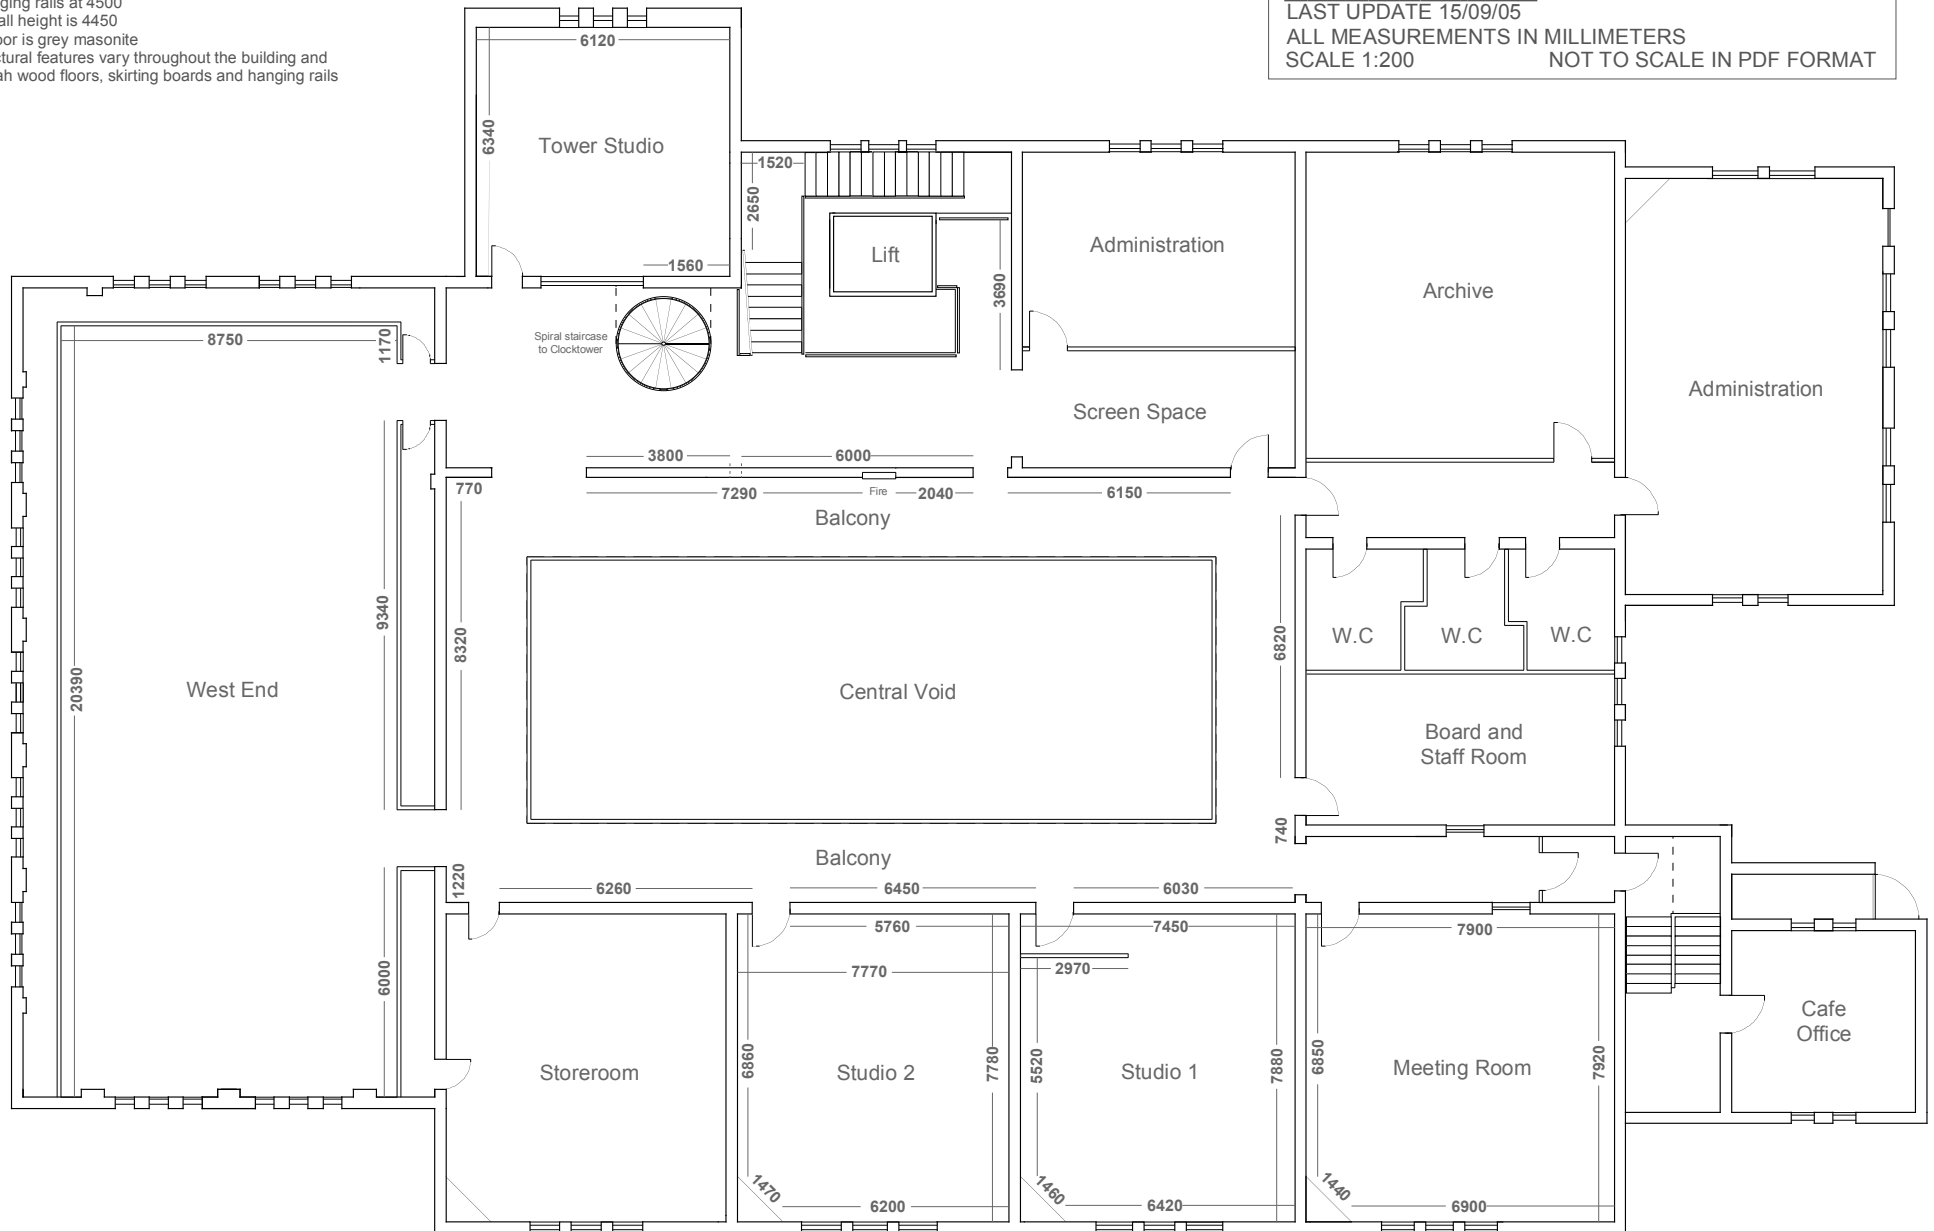 ging rails at 4500
all height is 4450
oor is grey masonite
ctural features vary throughout the building and
ah wood floors, skirting boards and hanging rails
LAST UPDATE 15/09/05
ALL MEASUREMENTS IN MILLIMETERS
SCALE 1:200 NOT TO SCALE IN PDF FORMAT
6120
6340
Tower Studio
1560
1520
2650
Lift
3690
Administration
Archive
Administration
Spiral staircase
to Clocktower
8750
1170
Screen Space
3800
6000
770
7290
Fire
2040
6150
Balcony
9340
8320
6820
20390
West End
Central Void
W.C
W.C
W.C
Board and
Staff Room
740
Balcony
1220
6260
6450
6030
6000
Storeroom
5760
7770
6860
Studio 2
7780
1470
6200
7450
2970
5520
Studio 1
7880
1460
6420
7900
6850
Meeting Room
7920
1440
6900
Cafe
Office